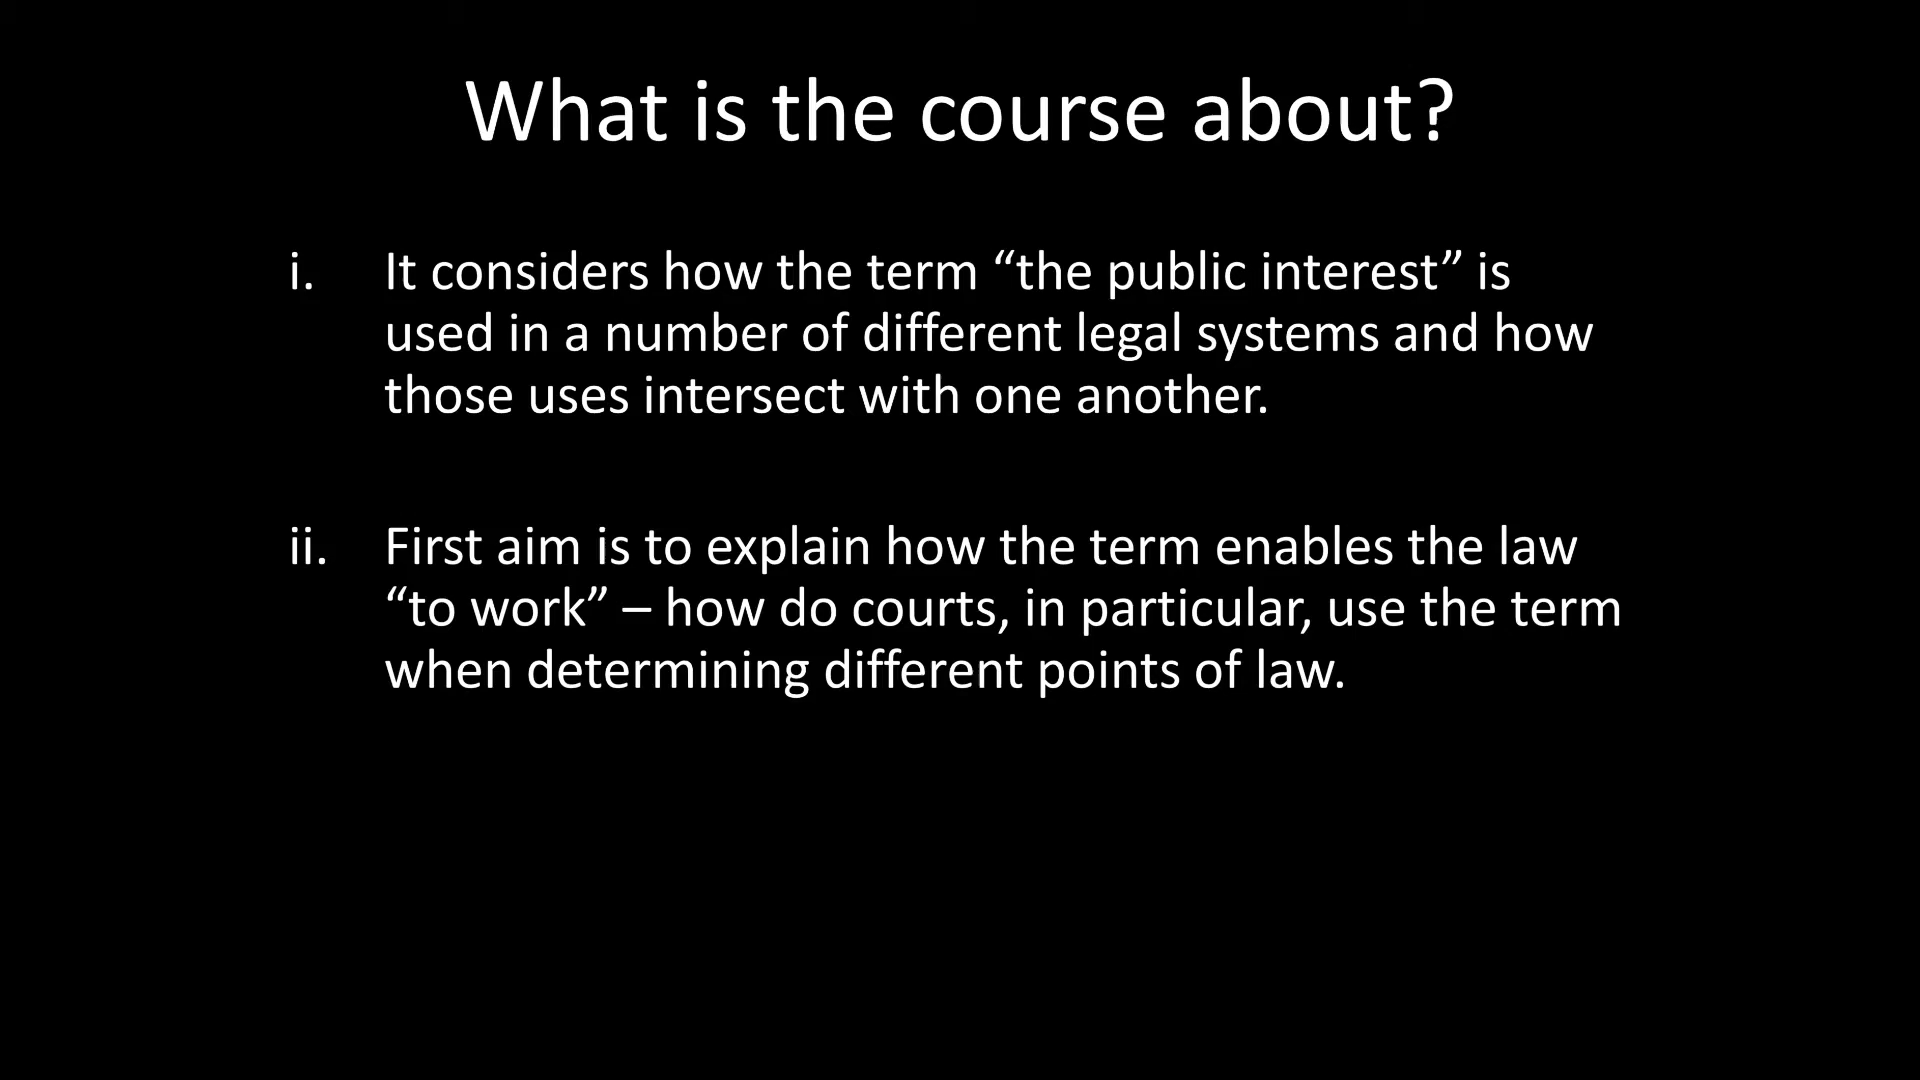 What is the course about?
i. It considers how the term “the public interest” is
used in a number of different legal systems and how
those uses intersect with one another.
ii. First aim is to explain how the term enables the law
“to work” – how do courts, in particular, use the term
when determining different points of law.